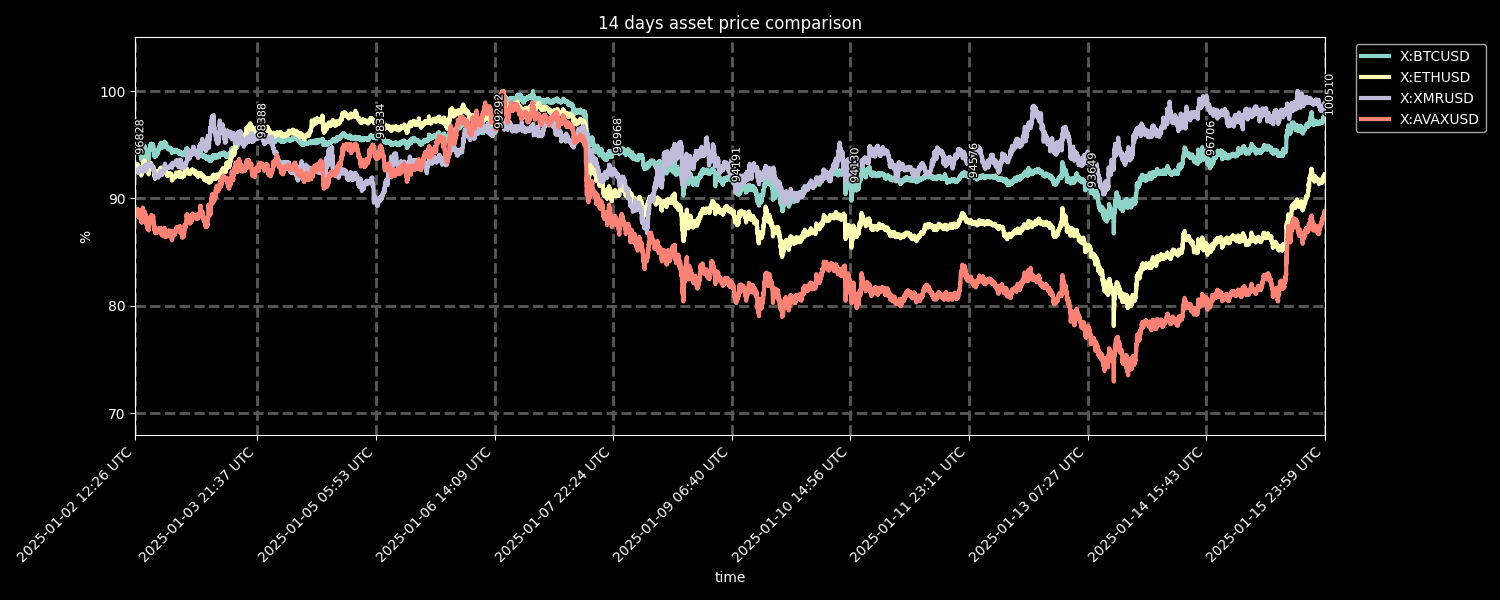 14 days asset price comparison
X:BTCUSD
X:ETHUSD
X:XMRUSD
X:AVAXUSD
100
90
80
70
%
96828
98388
98334
99292
96968
94191
94130
94576
93649
96706
100510
2025-01-02 12:26 UTC
2025-01-03 21:37 UTC
2025-01-05 05:53 UTC
2025-01-06 14:09 UTC
2025-01-07 22:24 UTC
2025-01-09 06:40 UTC
2025-01-10 14:56 UTC
2025-01-11 23:11 UTC
2025-01-13 07:27 UTC
2025-01-14 15:43 UTC
2025-01-15 23:59 UTC
time